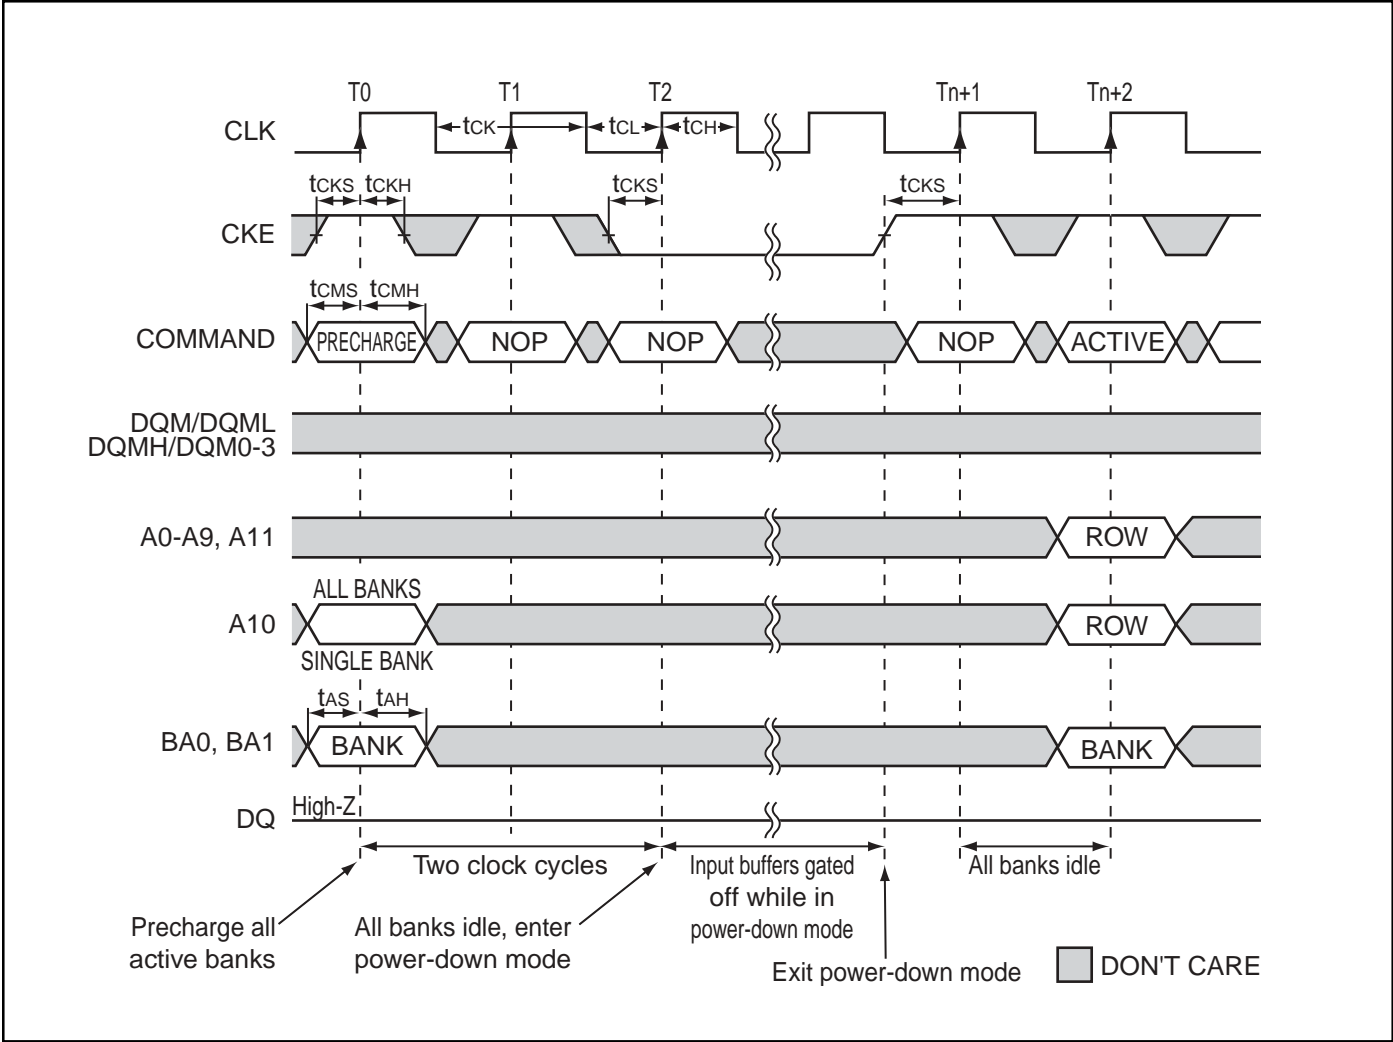 T0 T1 T2 Tn+1 Tn+2
CLK tCK tCL tCH
tCKS tCKH tCKS tCKS
CKE
tCMS tCMH
COMMAND PRECHARGE NOP NOP NOP ACTIVE
DQM/DQML
DQMH/DQM0-3
A0-A9, A11 ROW
ALL BANKS
A10 ROW
SINGLE BANK
tAS tAH
BA0, BA1 BANK BANK
DQ High-Z
Two clock cycles
Input buffers gated
off while in
power-down mode
All banks idle
Precharge all
active banks
All banks idle, enter
power-down mode
Exit power-down mode
DON'T CARE